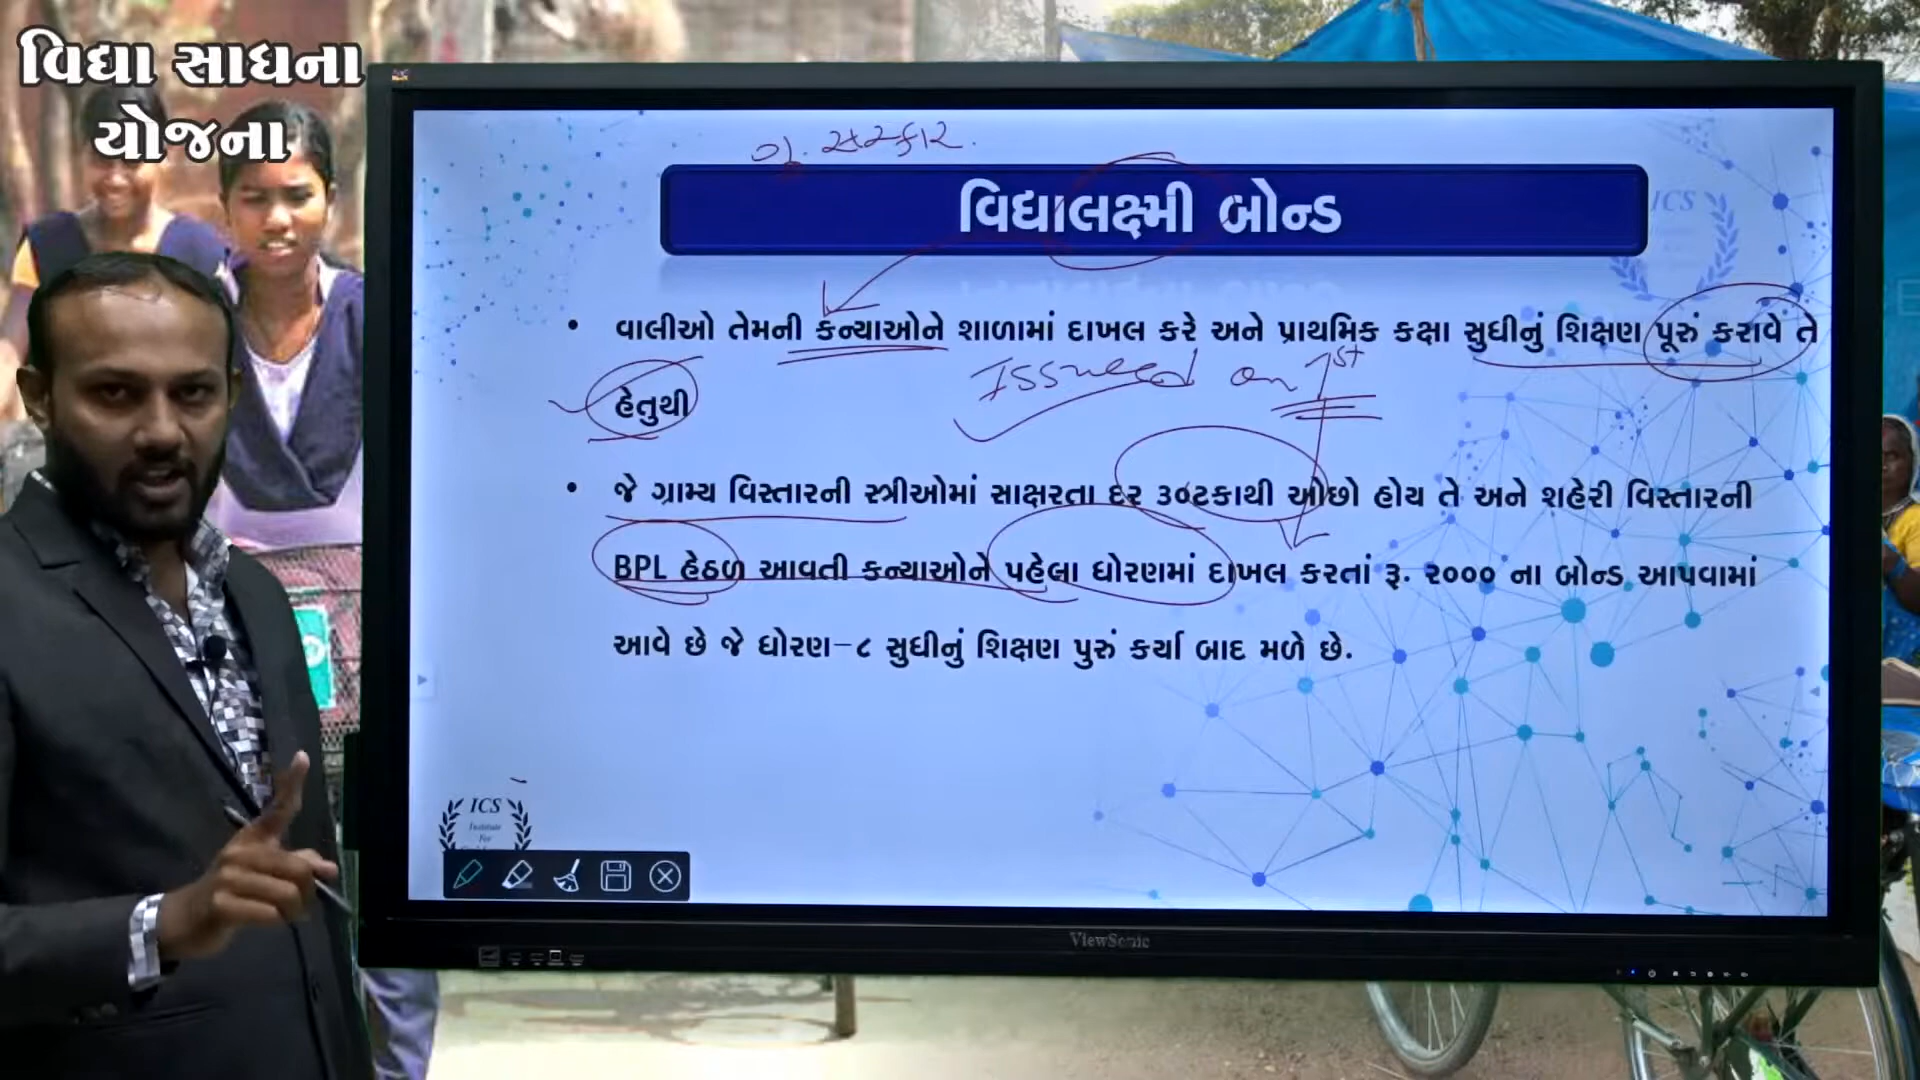 વિદ્યા સાધના
યોજના
ગુ. સરકાર.
વિદ્યાલક્ષ્મી બોન્ડ
ICS
• વાલીઓ તેમની કન્યાઓને શાળામાં દાખલ કરે અને પ્રાથમિક કક્ષા સુધીનું શિક્ષણ પૂરું કરાવે તે
Issued on 1st
હેતુથી
• જે ગ્રામ્ય વિસ્તારની સ્ત્રીઓમાં સાક્ષરતા દર ૩૦ટકાથી ઓછો હોય તે અને શહેરી વિસ્તારની
BPL હેઠળ આવતી કન્યાઓને પહેલા ધોરણમાં દાખલ કરતાં રૂ. ૨૦૦૦ ના બોન્ડ આપવામાં
આવે છે જે ધોરણ-૮ સુધીનું શિક્ષણ પુરું કર્યા બાદ મળે છે.
ICS
Institute
For
ViewSonic